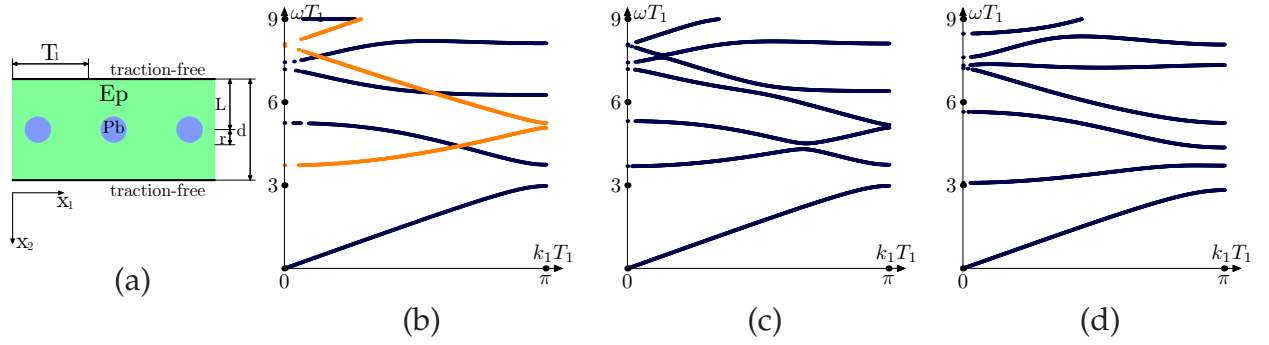 T₁
traction-free
Ep
L
Pb
r
d
traction-free
x₁
x₂
(a)
9
ωT₁
6
3
k₁T₁
0
π
(b)
9
ωT₁
6
3
k₁T₁
0
π
(c)
9
ωT₁
6
3
k₁T₁
0
π
(d)